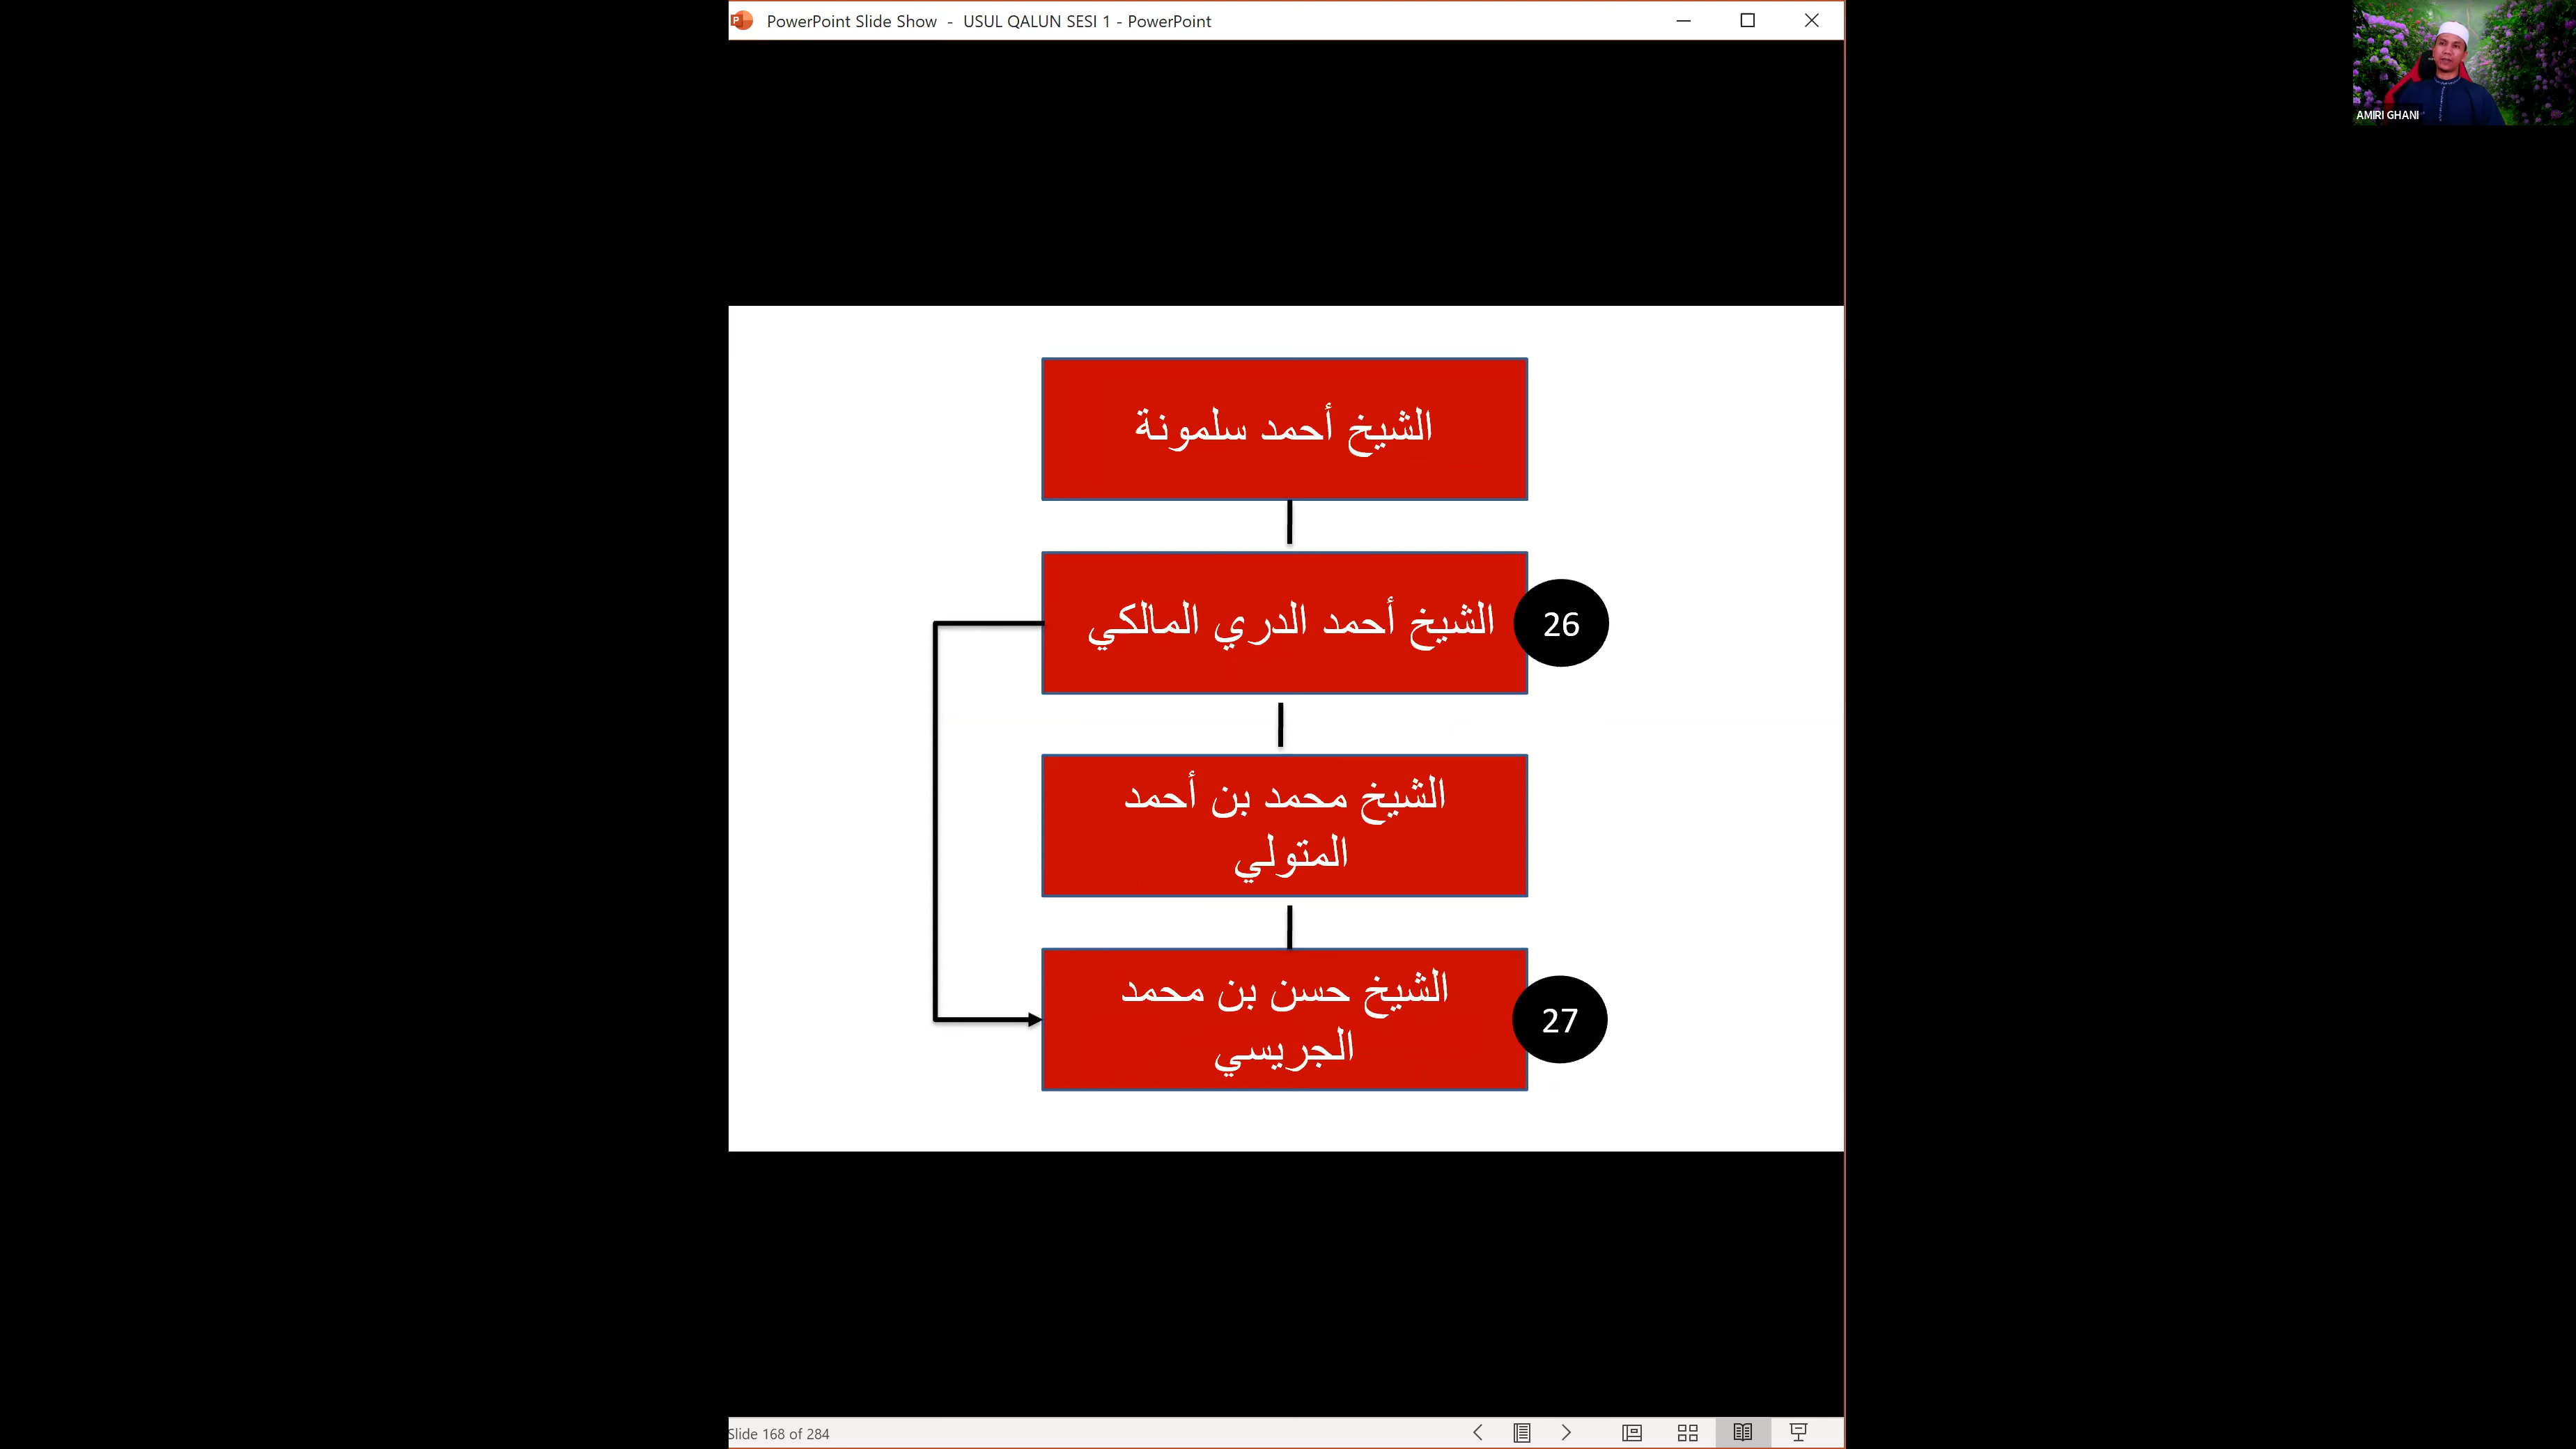 PowerPoint Slide Show - USUL QALUN SESI 1 - PowerPoint
AMIRI GHANI
الشيخ أحمد سلمونة
الشيخ أحمد الدري المالكي
26
الشيخ محمد بن أحمد
المتولي
الشيخ حسن بن محمد
الجريسي
27
Slide 168 of 284